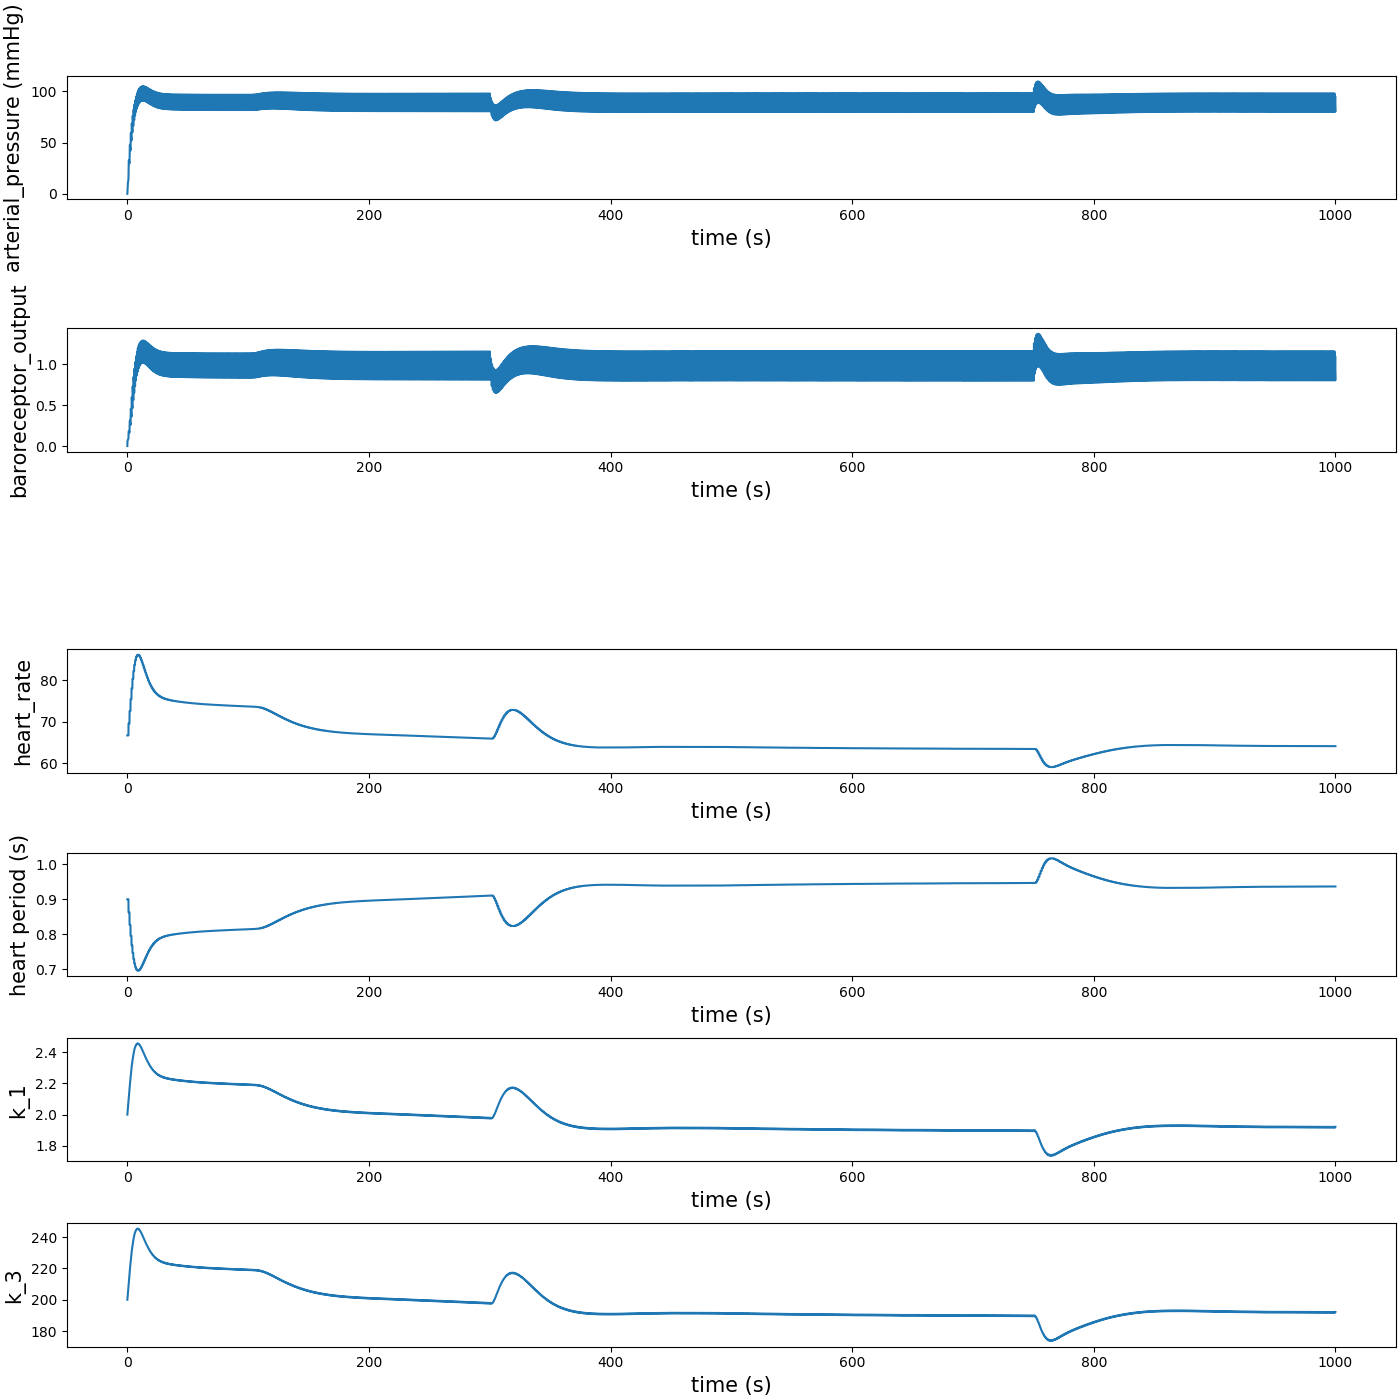 arterial_pressure (mmHg)
100
50
0
0 200 400 600 800 1000
time (s)
baroreceptor_output
1.0
0.5
0.0
0 200 400 600 800 1000
time (s)
heart_rate
80
70
60
0 200 400 600 800 1000
time (s)
heart period (s)
1.0
0.9
0.8
0.7
0 200 400 600 800 1000
time (s)
k_1
2.4
2.2
2.0
1.8
0 200 400 600 800 1000
time (s)
k_3
240
220
200
180
0 200 400 600 800 1000
time (s)